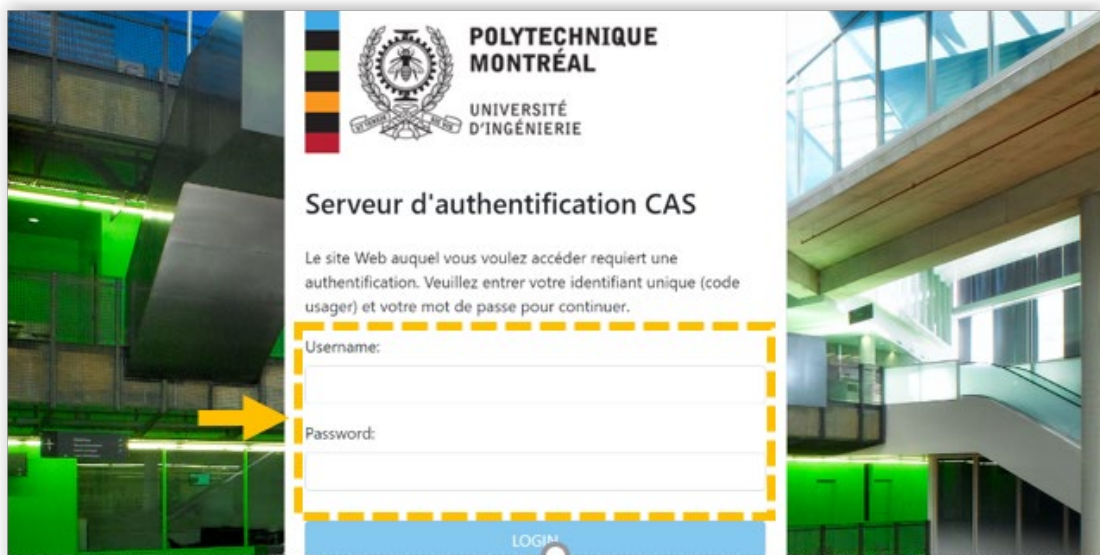 POLYTECHNIQUE
MONTRÉAL
UNIVERSITÉ
D'INGÉNIERIE
Serveur d'authentification CAS
Le site Web auquel vous voulez accéder requiert une
authentification. Veuillez entrer votre identifiant unique (code
usager) et votre mot de passe pour continuer.
Username:
Password:
LOGIN